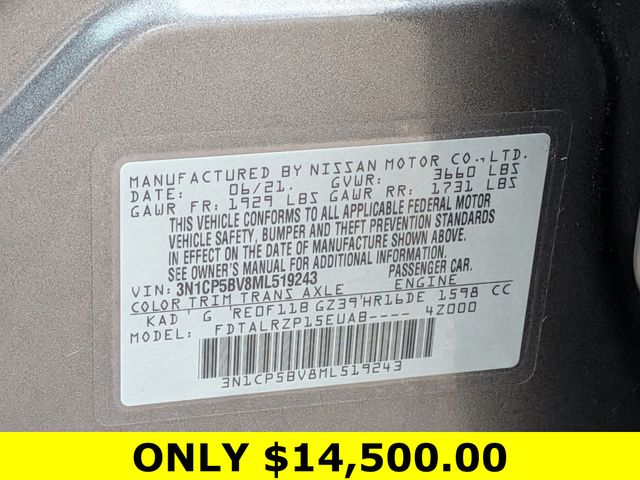 MANUFACTURED BY NISSAN MOTOR CO.,LTD.
DATE: 06/21. GVWR: 3660 LBS
GAWR FR: 1929 LBS GAWR RR: 1731 LBS
THIS VEHICLE CONFORMS TO ALL APPLICABLE FEDERAL MOTOR
VEHICLE SAFETY, BUMPER AND THEFT PREVENTION STANDARDS
IN EFFECT ON THE DATE OF MANUFACTURE SHOWN ABOVE.
SEE OWNER'S MANUAL FOR ADDITIONAL INFORMATION.
VIN: 3N1CP5BV8ML519243 PASSENGER CAR.
COLOR TRIM TRANS AXLE ENGINE
KAD G RE0F11B GZ39 HR16DE 1598 CC
MODEL: FDTALRZP15EUAB---- 4Z000
3N1CP5BV8ML519243
ONLY $14,500.00